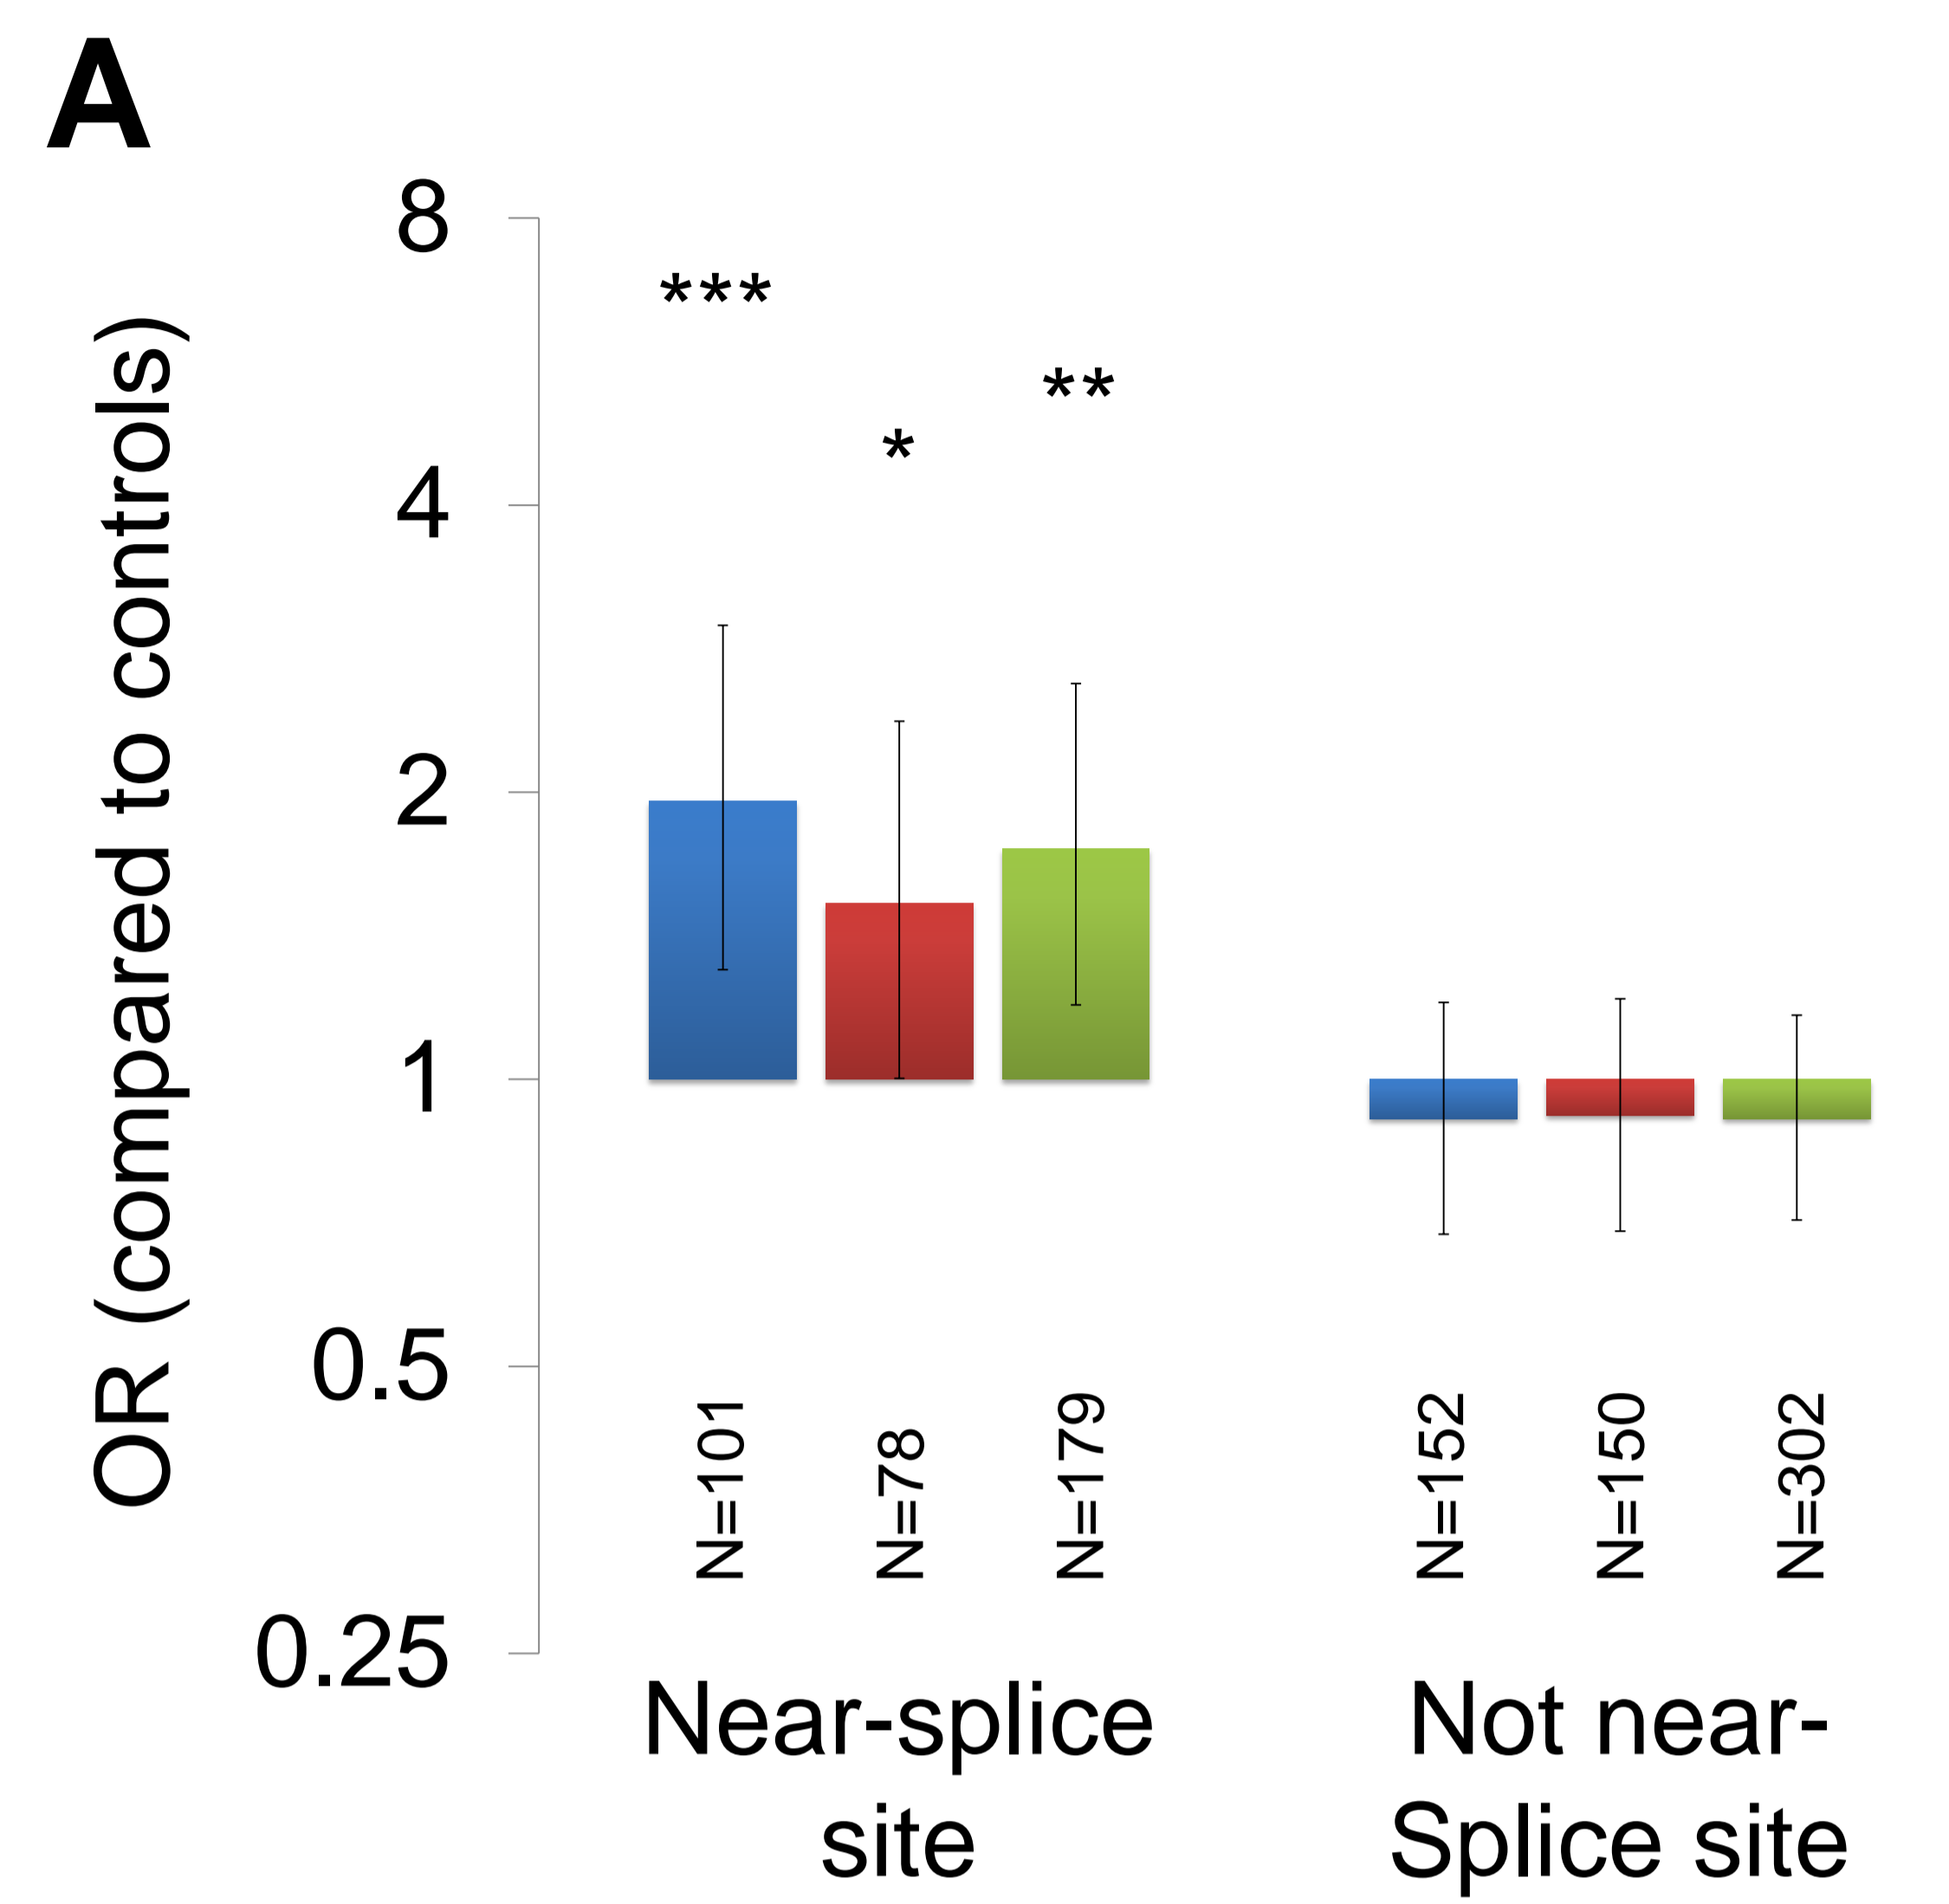 A
OR (compared to controls)
8
4
2
1
0.5
0.25
***
*
**
N=101
N=78
N=179
N=152
N=150
N=302
Near-splice
site
Not near-
Splice site